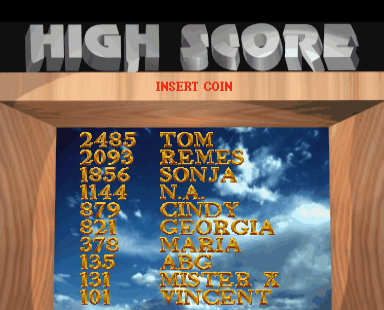 HIGH SCORE
INSERT COIN
2485 TOM
2093 REMES
1856 SONJA
1144 N.A.
879 CINDY
821 GEORGIA
378 MARIA
135 ABC
131 MISTER X
101 VINCENT